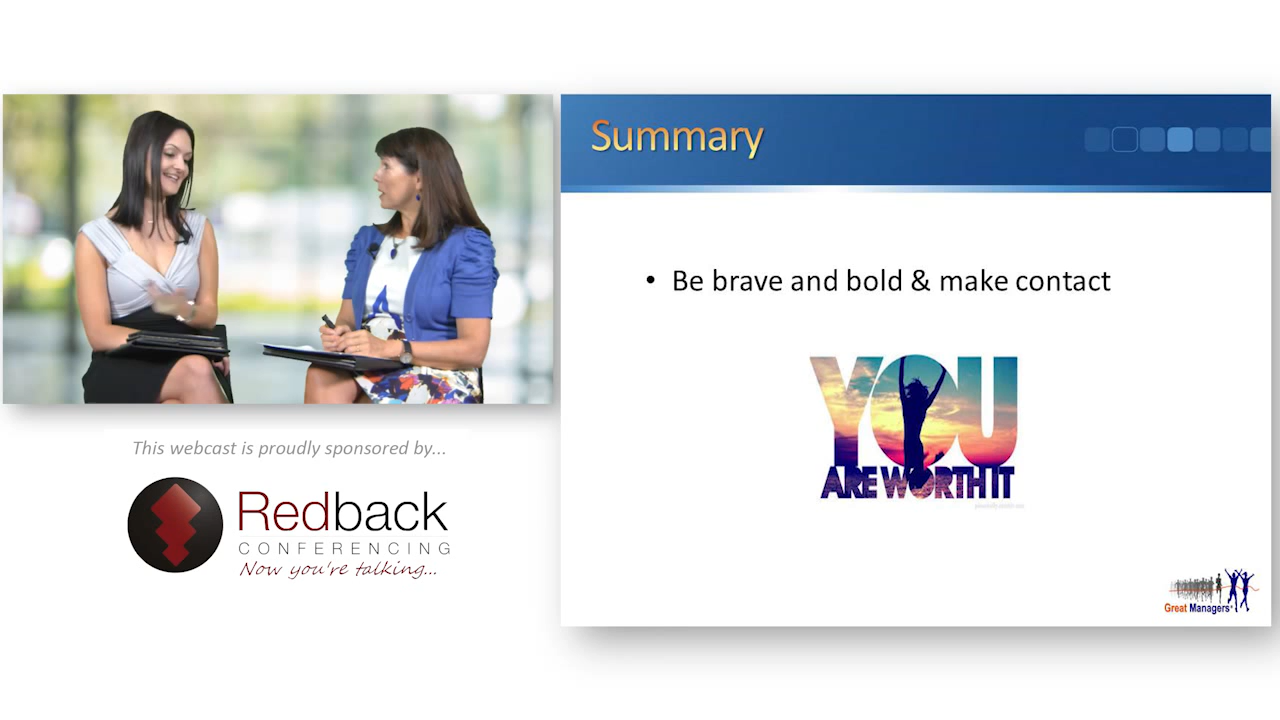 Summary
• Be brave and bold & make contact
YOU
ARE WORTH IT
Great Managers®
This webcast is proudly sponsored by...
Redback
CONFERENCING
Now you're talking...